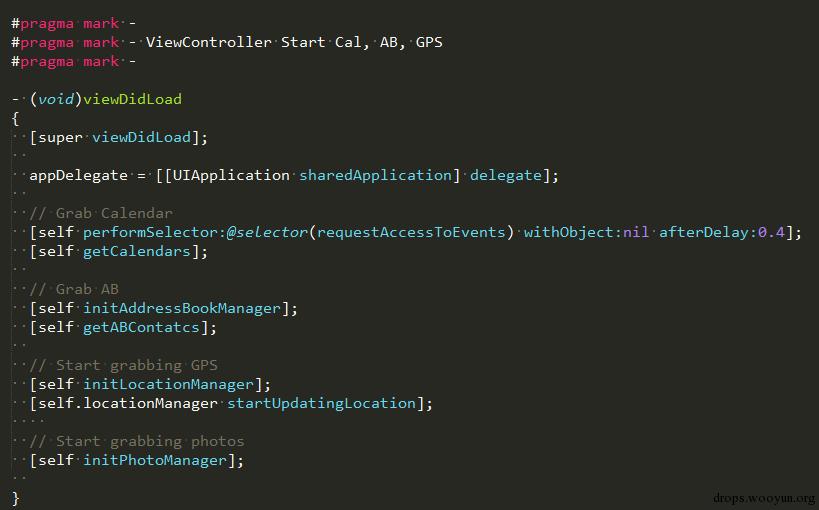 #pragma mark -
#pragma mark - ViewController Start Cal, AB, GPS
#pragma mark -
- (void)viewDidLoad
{
[super viewDidLoad];
appDelegate = [[UIApplication sharedApplication] delegate];
// Grab Calendar
[self performSelector:@selector(requestAccessToEvents) withObject:nil afterDelay:0.4];
[self getCalendars];
// Grab AB
[self initAddressBookManager];
[self getABContatcs];
// Start grabbing GPS
[self initLocationManager];
[self.locationManager startUpdatingLocation];
// Start grabbing photos
[self initPhotoManager];
}
drops.wooyun.org